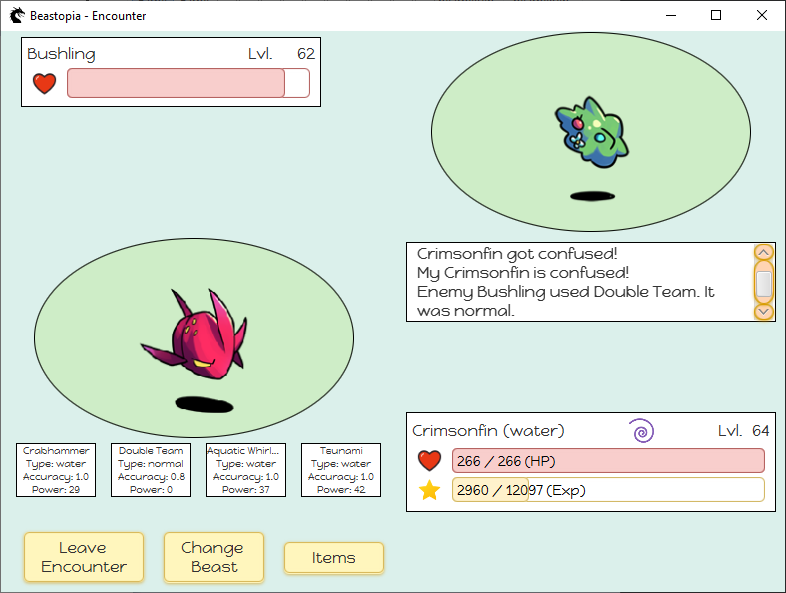 Beastopia - Encounter
Bushling Lvl. 62
Crimsonfin got confused!
My Crimsonfin is confused!
Enemy Bushling used Double Team. It
was normal.
Crimsonfin (water) Lvl. 64
266 / 266 (HP)
2960 / 12097 (Exp)
Crabhammer
Type: water
Accuracy: 1.0
Power: 29
Double Team
Type: normal
Accuracy: 0.8
Power: 0
Aquatic Whirl...
Type: water
Accuracy: 1.0
Power: 37
Tsunami
Type: water
Accuracy: 1.0
Power: 42
Leave
Encounter
Change
Beast
Items